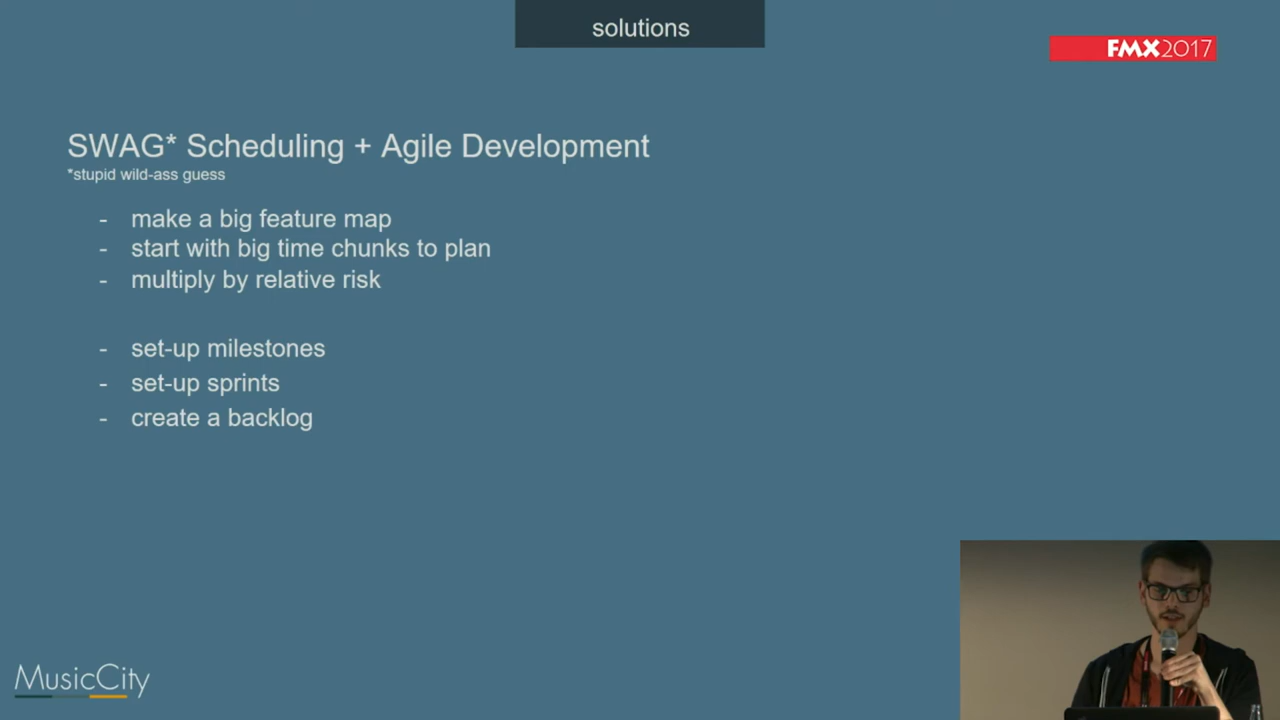 solutions
FMX2017
SWAG* Scheduling + Agile Development
*stupid wild-ass guess
- make a big feature map
- start with big time chunks to plan
- multiply by relative risk
- set-up milestones
- set-up sprints
- create a backlog
MusicCity